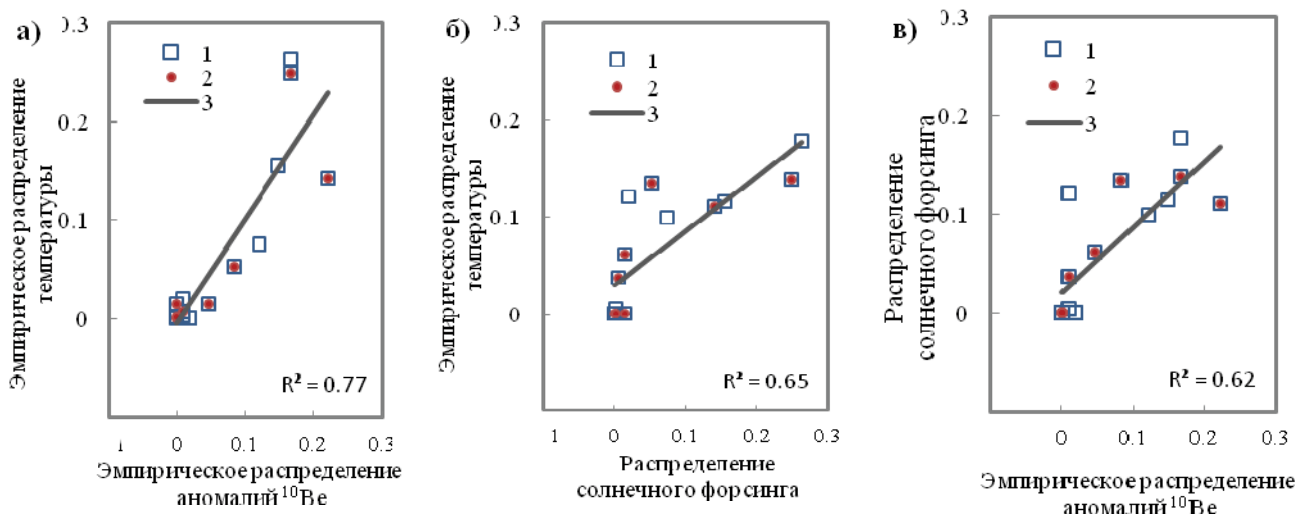 а)
Эмпирическое распределение
температуры
0.3
0.2
0.1
0
1
2
3
R² = 0.77
1 0 0.1 0.2 0.3
Эмпирическое распределение
аномалий ¹⁰Be
б)
Эмпирическое распределение
температуры
0.3
0.2
0.1
0
1
2
3
R² = 0.65
1 0 0.1 0.2 0.3
Распределение
солнечного форсинга
в)
Распределение
солнечного форсинга
0.3
0.2
0.1
0
1
2
3
R² = 0.62
0 0.1 0.2 0.3
Эмпирическое распределение
аномалий ¹⁰Be